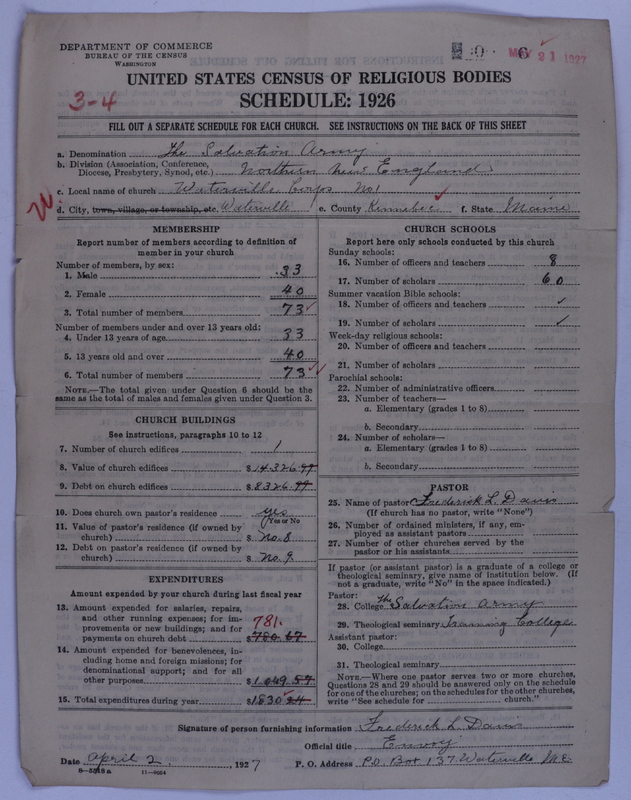 DEPARTMENT OF COMMERCE
BUREAU OF THE CENSUS
WASHINGTON
6
MAY 21 1927
UNITED STATES CENSUS OF RELIGIOUS BODIES
3-4
SCHEDULE: 1926
FILL OUT A SEPARATE SCHEDULE FOR EACH CHURCH. SEE INSTRUCTIONS ON THE BACK OF THIS SHEET
a. Denomination The Salvation Army
b. Division (Association, Conference, Diocese, Presbytery, Synod, etc.) Northern New England
c. Local name of church Waterville Corps No 1
d. City, town, village, or township, etc. Waterville e. County Kennebec f. State Maine
MEMBERSHIP
Report number of members according to definition of
member in your church
Number of members, by sex:
1. Male 33
2. Female 40
3. Total number of members 73
Number of members under and over 13 years old:
4. Under 13 years of age 33
5. 13 years old and over 40
6. Total number of members 73
NOTE.—The total given under Question 6 should be the
same as the total of males and females given under Question 3.
CHURCH BUILDINGS
See instructions, paragraphs 10 to 12
7. Number of church edifices 1
8. Value of church edifices $14326.99
9. Debt on church edifices $8326.99
10. Does church own pastor's residence yes
Yes or No
11. Value of pastor's residence (if owned by
church) $ No. 8
12. Debt on pastor's residence (if owned by
church) $ No. 9
EXPENDITURES
Amount expended by your church during last fiscal year
13. Amount expended for salaries, repairs,
and other running expenses; for im-
provements or new buildings; and for 781.
payments on church debt $780 67
14. Amount expended for benevolences, in-
cluding home and foreign missions; for
denominational support; and for all
other purposes $1049 57
15. Total expenditures during year $1830 24
CHURCH SCHOOLS
Report here only schools conducted by this church
Sunday schools:
16. Number of officers and teachers 8
17. Number of scholars 60
Summer vacation Bible schools:
18. Number of officers and teachers
19. Number of scholars
Week-day religious schools:
20. Number of officers and teachers
21. Number of scholars
Parochial schools:
22. Number of administrative officers
23. Number of teachers—
a. Elementary (grades 1 to 8)
b. Secondary
24. Number of scholars—
a. Elementary (grades 1 to 8)
b. Secondary
PASTOR
25. Name of pastor Frederick L. Davis
(If church has no pastor, write "None")
26. Number of ordained ministers, if any, em-
ployed as assistant pastors
27. Number of other churches served by the
pastor or his assistants
If pastor (or assistant pastor) is a graduate of a college or
theological seminary, give name of institution below. (If
not a graduate, write "No" in the space indicated.)
Pastor:
28. College The Salvation Army
29. Theological seminary Training College
Assistant pastor:
30. College
31. Theological seminary
NOTE.—Where one pastor serves two or more churches,
Questions 28 and 29 should be answered only on the schedule
for one of the churches; on the schedules for the other churches,
write "See schedule for church."
Signature of person furnishing information Frederick L Davis
Official title Envoy
Date April 2, 1927 P. O. Address P.O. Box 137 Waterville Me
11—9054